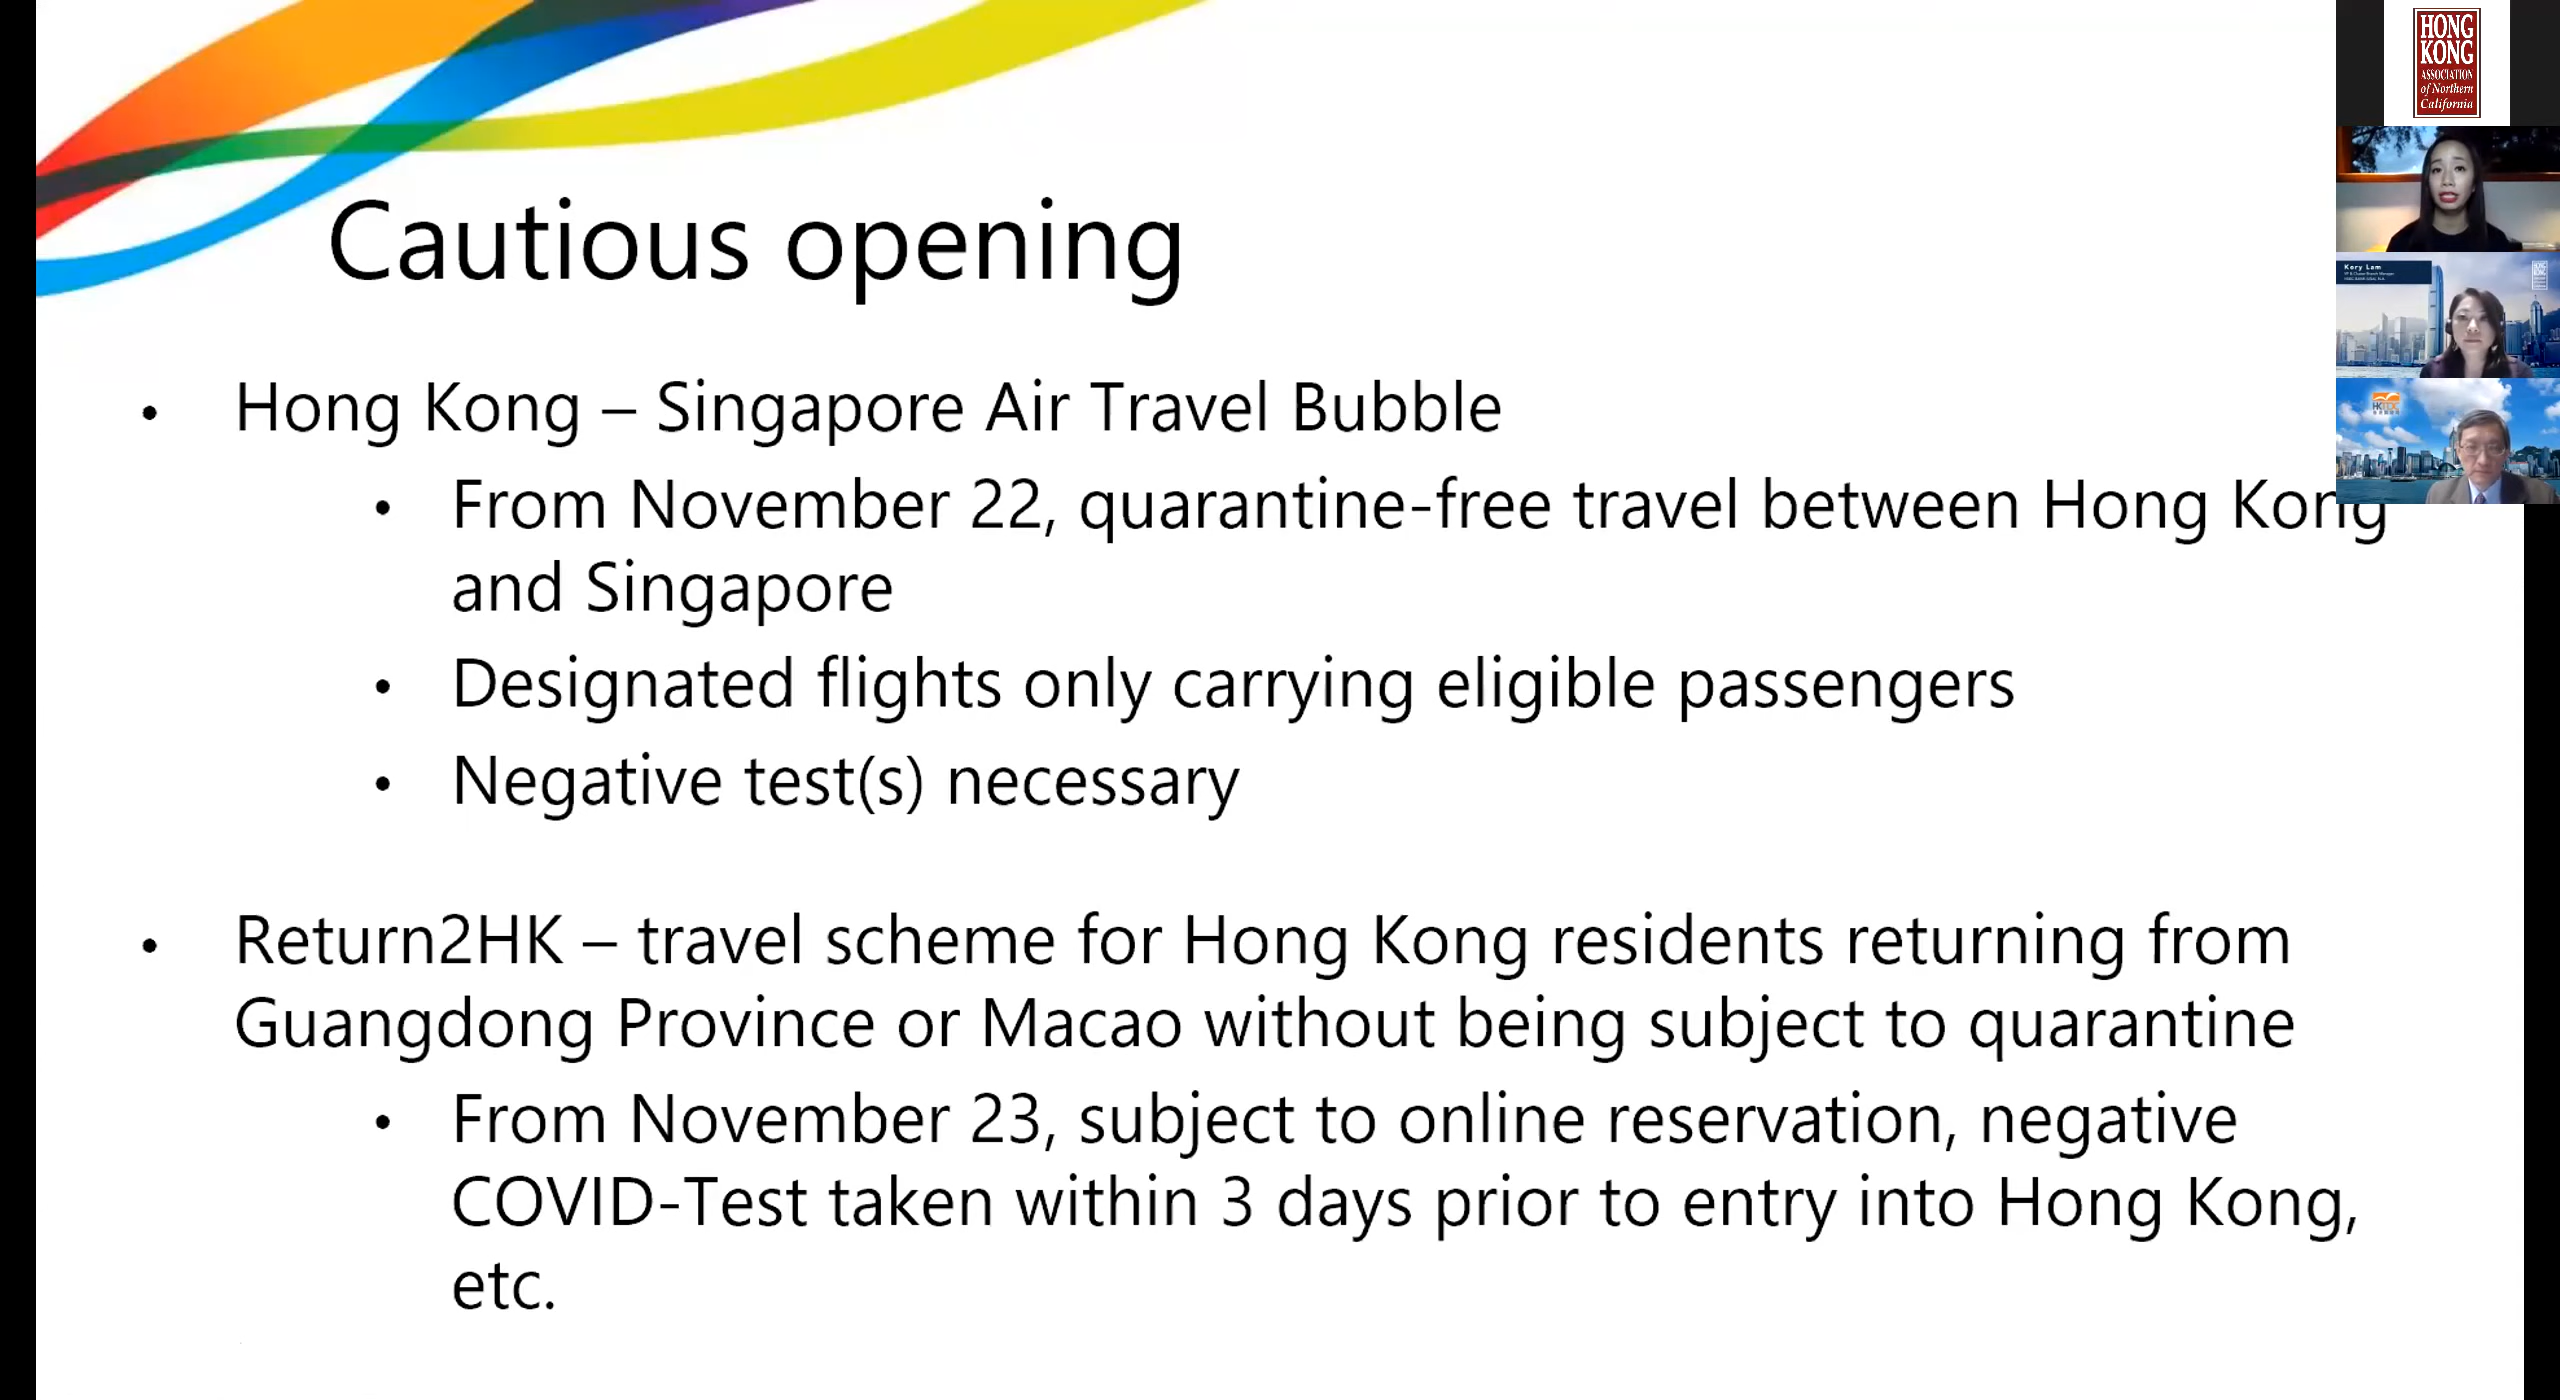 Cautious opening
• Hong Kong – Singapore Air Travel Bubble
• From November 22, quarantine-free travel between Hong Kong
and Singapore
• Designated flights only carrying eligible passengers
• Negative test(s) necessary
• Return2HK – travel scheme for Hong Kong residents returning from
Guangdong Province or Macao without being subject to quarantine
• From November 23, subject to online reservation, negative
COVID-Test taken within 3 days prior to entry into Hong Kong,
etc.
HONG
KONG
ASSOCIATION
of Northern
California
Kory Lam